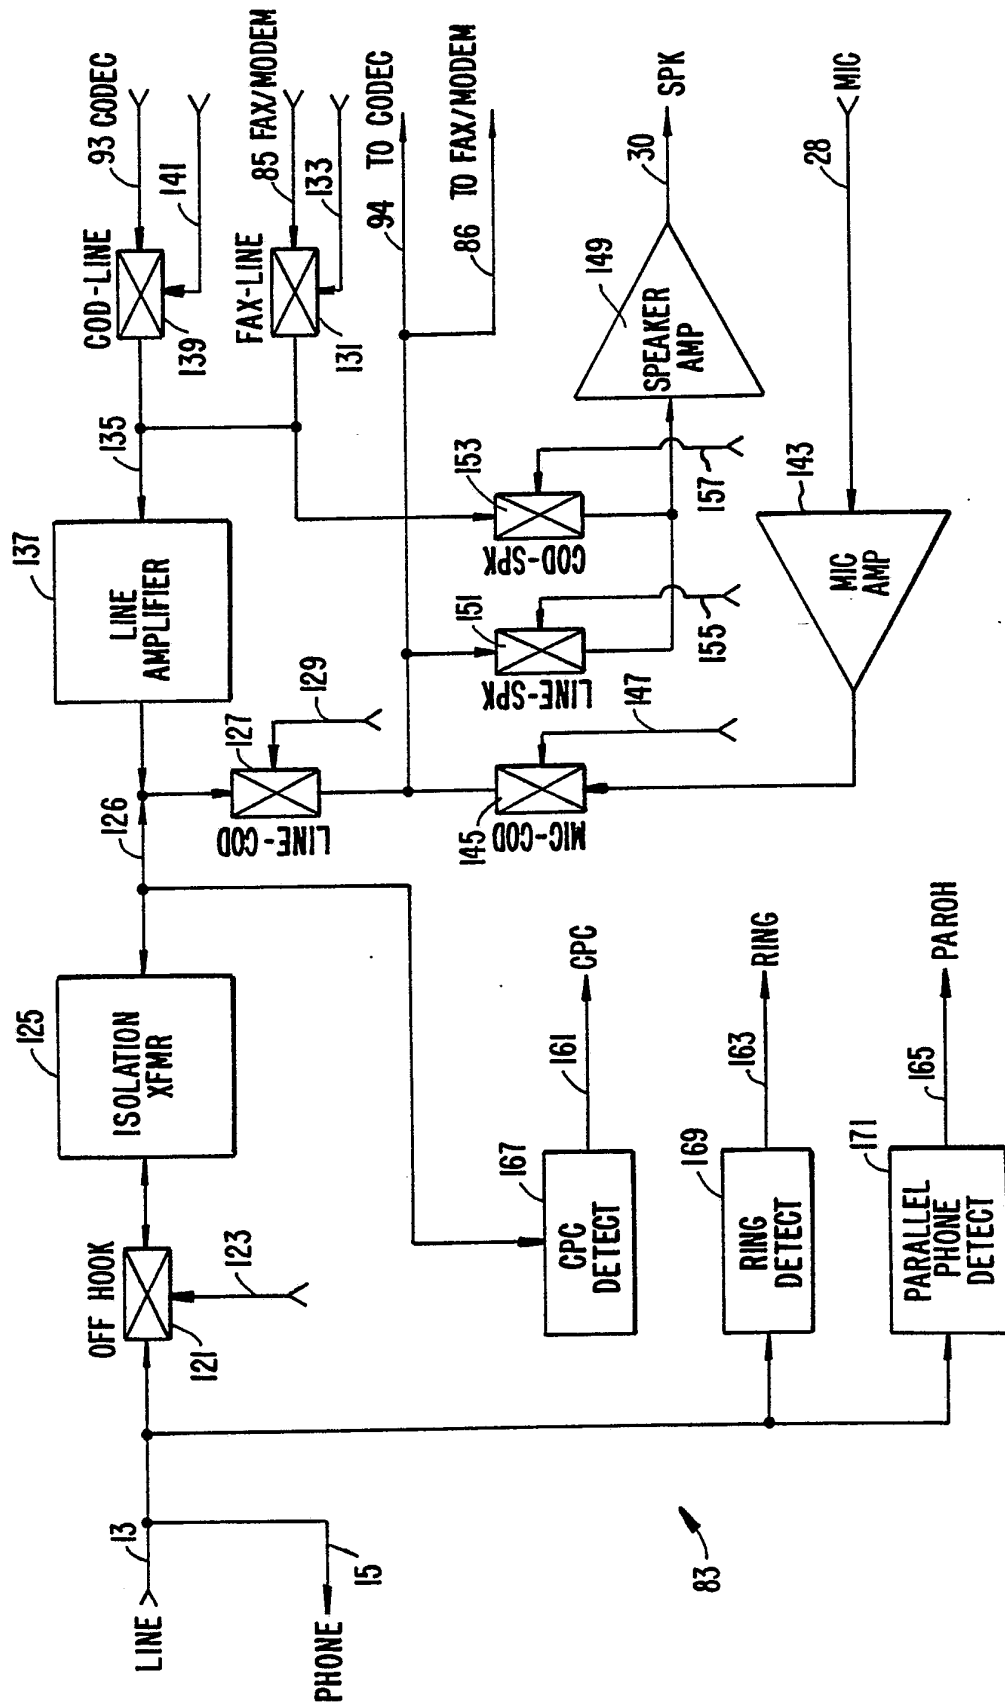 LINE
13
PHONE
15
OFF HOOK
121
123
125
ISOLATION
XFMR
126
137
LINE
AMPLIFIER
135
COD-LINE
139
93 CODEC
141
FAX-LINE
131
85 FAX/MODEM
133
94 TO CODEC
86 TO FAX/MODEM
LINE-COD
127
129
MIC-COD
145
147
LINE-SPK
151
155
COD-SPK
153
157
SPEAKER
AMP
149
30
SPK
MIC
AMP
143
28
MIC
167
CPC
DETECT
161
CPC
169
RING
DETECT
163
RING
171
PARALLEL
PHONE
DETECT
165
PAROH
83